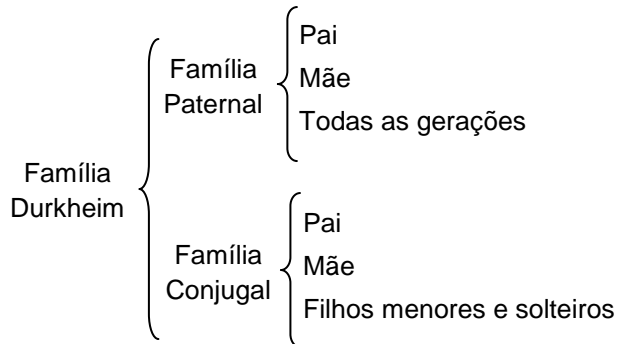 Família
Durkheim
Família
Paternal
Pai
Mãe
Todas as gerações
Família
Conjugal
Pai
Mãe
Filhos menores e solteiros